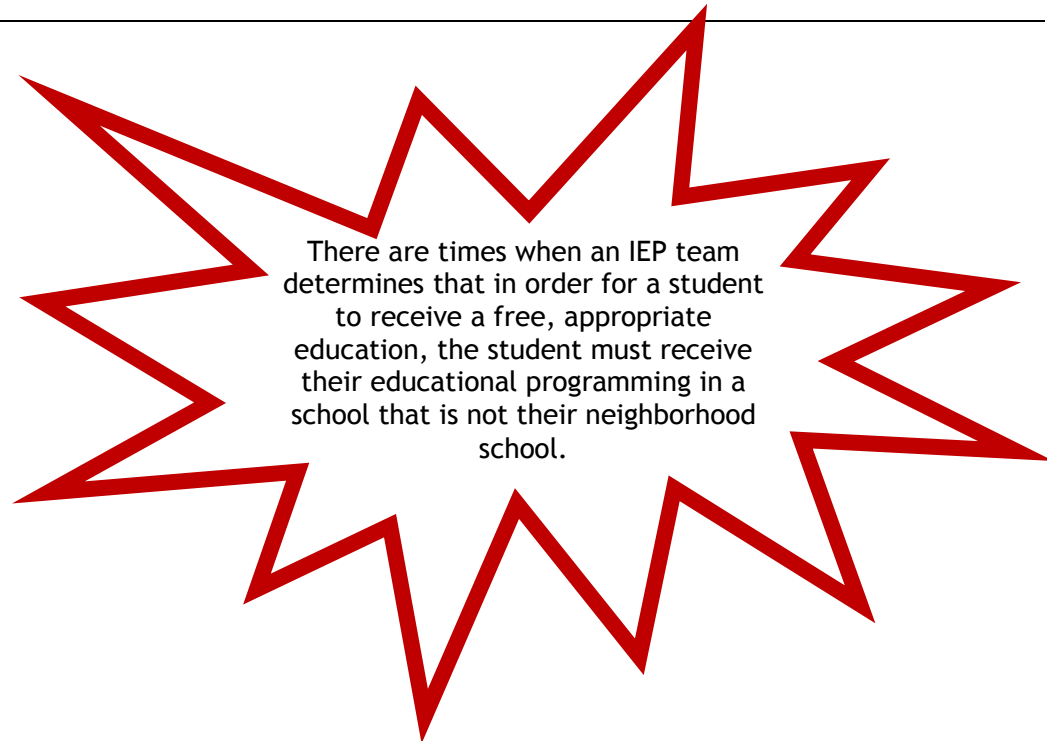 There are times when an IEP team
determines that in order for a student
to receive a free, appropriate
education, the student must receive
their educational programming in a
school that is not their neighborhood
school.